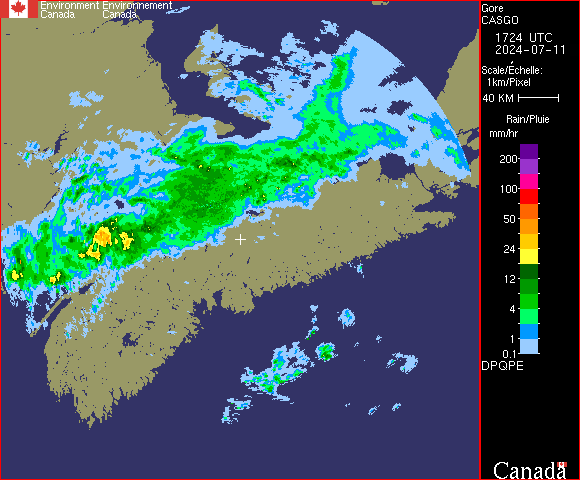 Environment Environnement
Canada Canada
Gore
CASGO
1724 UTC
2024-07-11
Scale/Échelle:
1km/Pixel
40 KM
Rain/Pluie
mm/hr
200
100
50
24
12
4
1
0.1
DPQPE
Canada